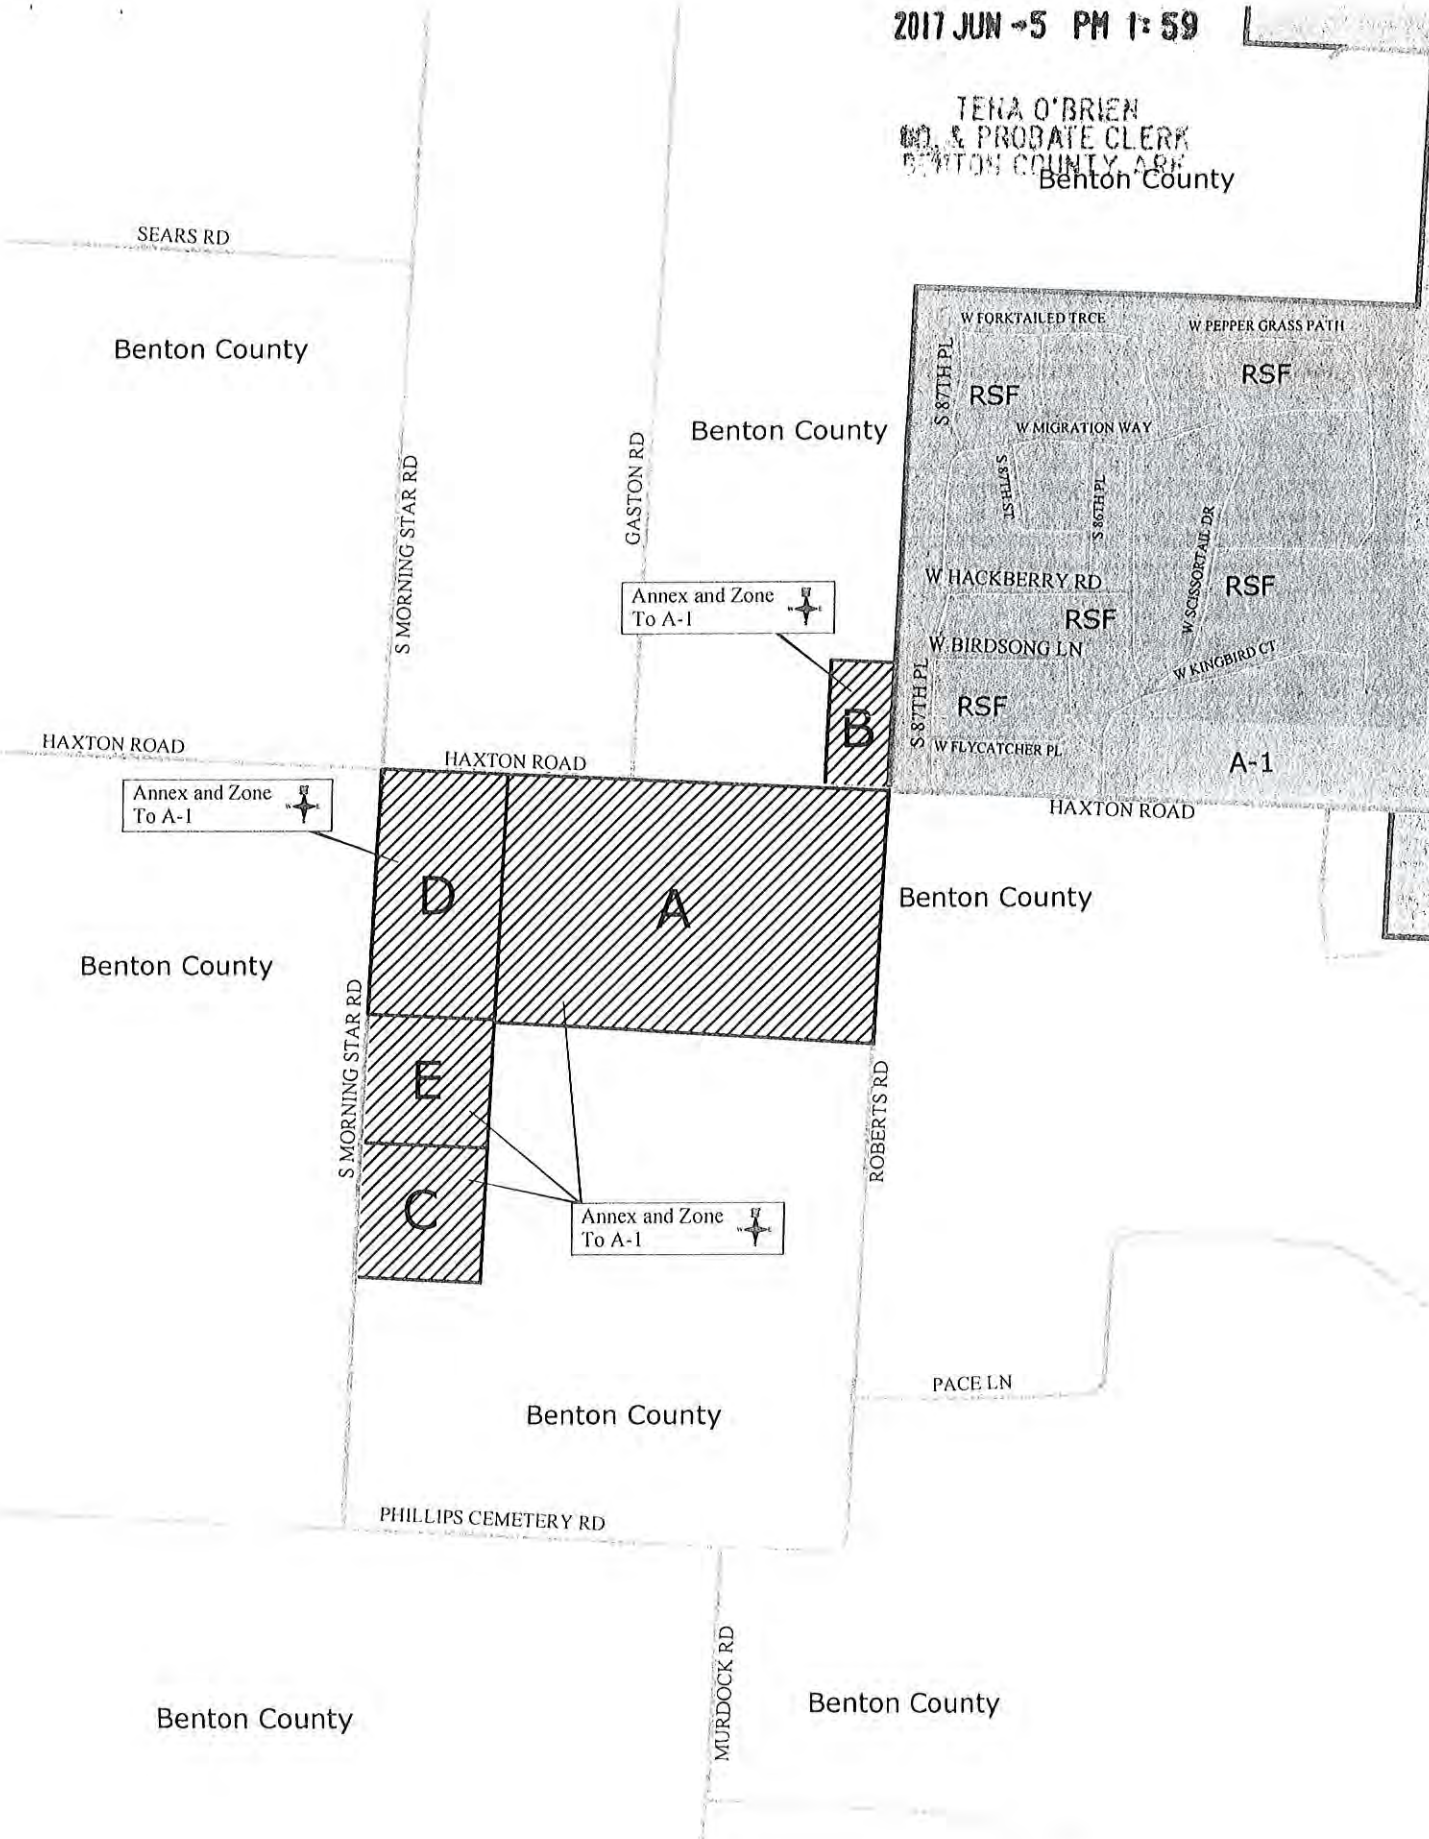 2017 JUN -5 PM 1:59
TENA O'BRIEN
CO. & PROBATE CLERK
BENTON COUNTY, ARK
Benton County
SEARS RD
Benton County
W FORKTAILED TRCE
W PEPPER GRASS PATH
S 87TH PL
RSF
RSF
Benton County
W MIGRATION WAY
GASTON RD
S MORNING STAR RD
S 87TH ST
S 86TH PL
W SCISSORTAIL DR
W HACKBERRY RD
RSF
RSF
Annex and Zone
To A-1
W BIRDSONG LN
W KINGBIRD CT
S 87TH PL
B
RSF
W FLYCATCHER PL
A-1
HAXTON ROAD
HAXTON ROAD
HAXTON ROAD
Annex and Zone
To A-1
D
A
Benton County
Benton County
S MORNING STAR RD
E
ROBERTS RD
C
Annex and Zone
To A-1
PACE LN
Benton County
PHILLIPS CEMETERY RD
MURDOCK RD
Benton County
Benton County